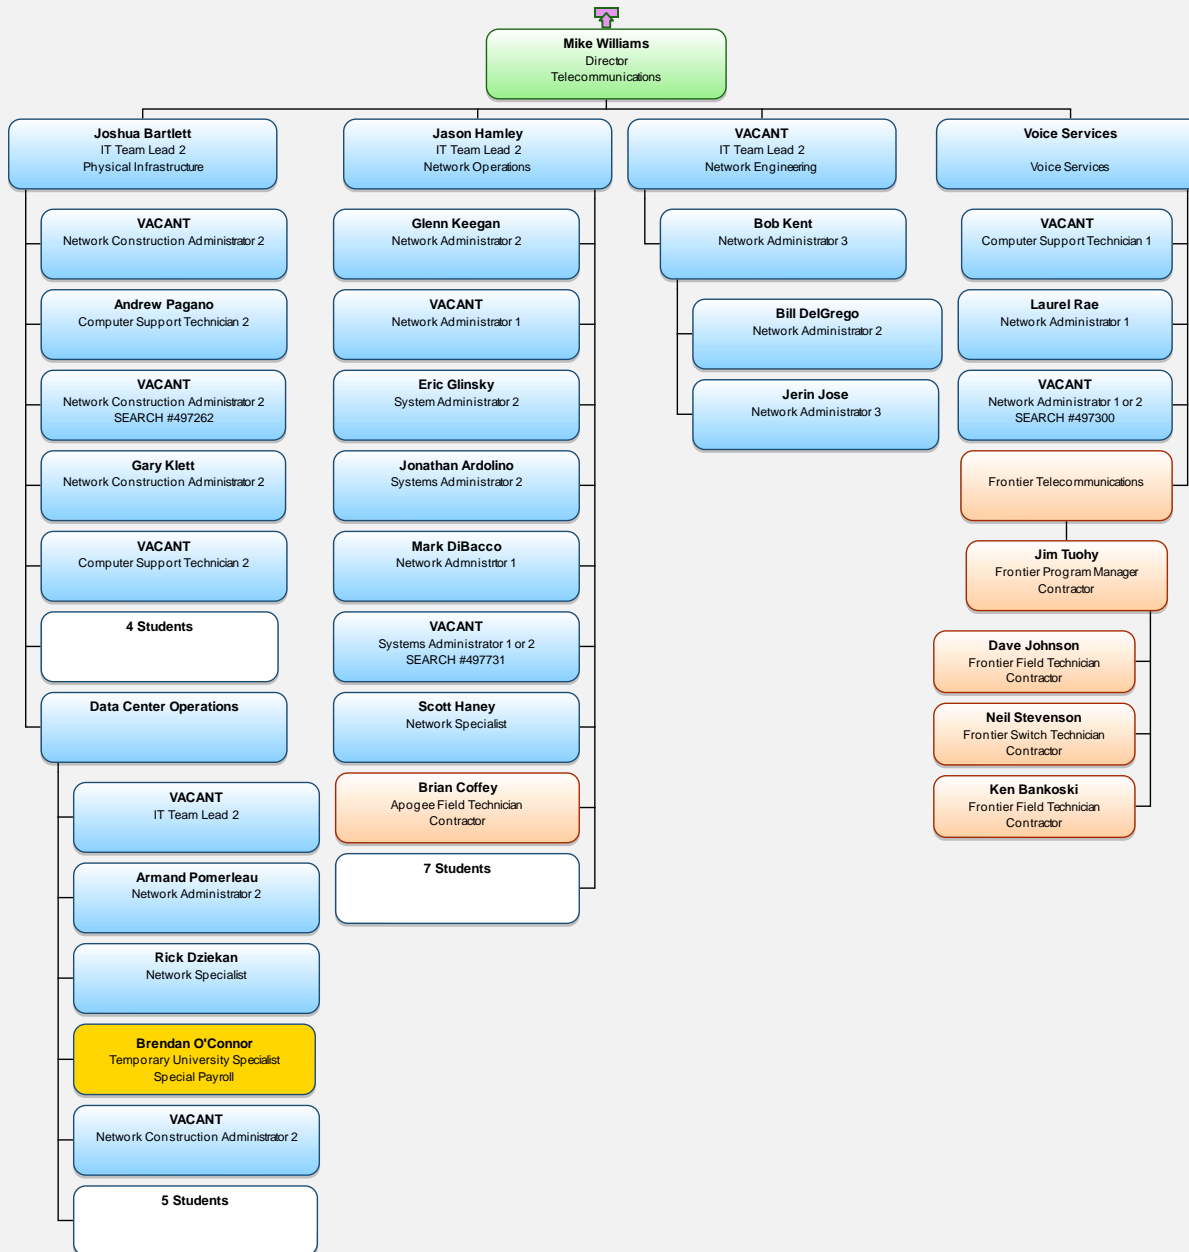 Mike Williams
Director
Telecommunications
Joshua Bartlett
IT Team Lead 2
Physical Infrastructure
VACANT
Network Construction Administrator 2
Andrew Pagano
Computer Support Technician 2
VACANT
Network Construction Administrator 2
SEARCH #497262
Gary Klett
Network Construction Administrator 2
VACANT
Computer Support Technician 2
4 Students
Data Center Operations
VACANT
IT Team Lead 2
Armand Pomerleau
Network Administrator 2
Rick Dziekan
Network Specialist
Brendan O'Connor
Temporary University Specialist
Special Payroll
VACANT
Network Construction Administrator 2
5 Students
Jason Hamley
IT Team Lead 2
Network Operations
Glenn Keegan
Network Administrator 2
VACANT
Network Administrator 1
Eric Glinsky
System Administrator 2
Jonathan Ardolino
Systems Administrator 2
Mark DiBacco
Network Admnistrtor 1
VACANT
Systems Administrator 1 or 2
SEARCH #497731
Scott Haney
Network Specialist
Brian Coffey
Apogee Field Technician
Contractor
7 Students
VACANT
IT Team Lead 2
Network Engineering
Bob Kent
Network Administrator 3
Bill DelGrego
Network Administrator 2
Jerin Jose
Network Administrator 3
Voice Services
Voice Services
VACANT
Computer Support Technician 1
Laurel Rae
Network Administrator 1
VACANT
Network Administrator 1 or 2
SEARCH #497300
Frontier Telecommunications
Jim Tuohy
Frontier Program Manager
Contractor
Dave Johnson
Frontier Field Technician
Contractor
Neil Stevenson
Frontier Switch Technician
Contractor
Ken Bankoski
Frontier Field Technician
Contractor